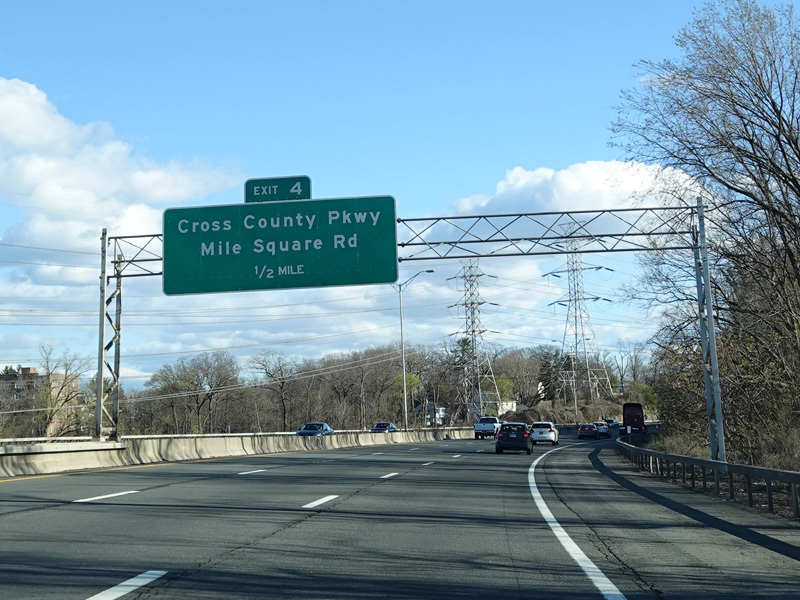 EXIT 4
Cross County Pkwy
Mile Square Rd
1/2 MILE